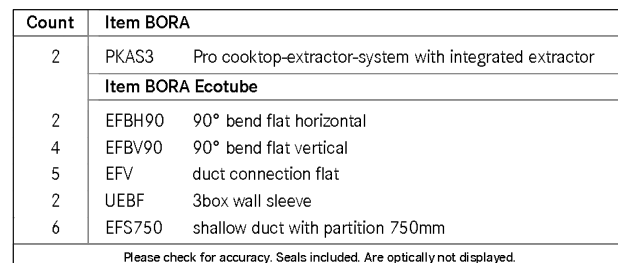 Count Item BORA
2 PKAS3 Pro cooktop-extractor-system with integrated extractor
Item BORA Ecotube
2 EFBH90 90° bend flat horizontal
4 EFBV90 90° bend flat vertical
5 EFV duct connection flat
2 UEBF 3box wall sleeve
6 EFS750 shallow duct with partition 750mm
Please check for accuracy. Seals included. Are optically not displayed.